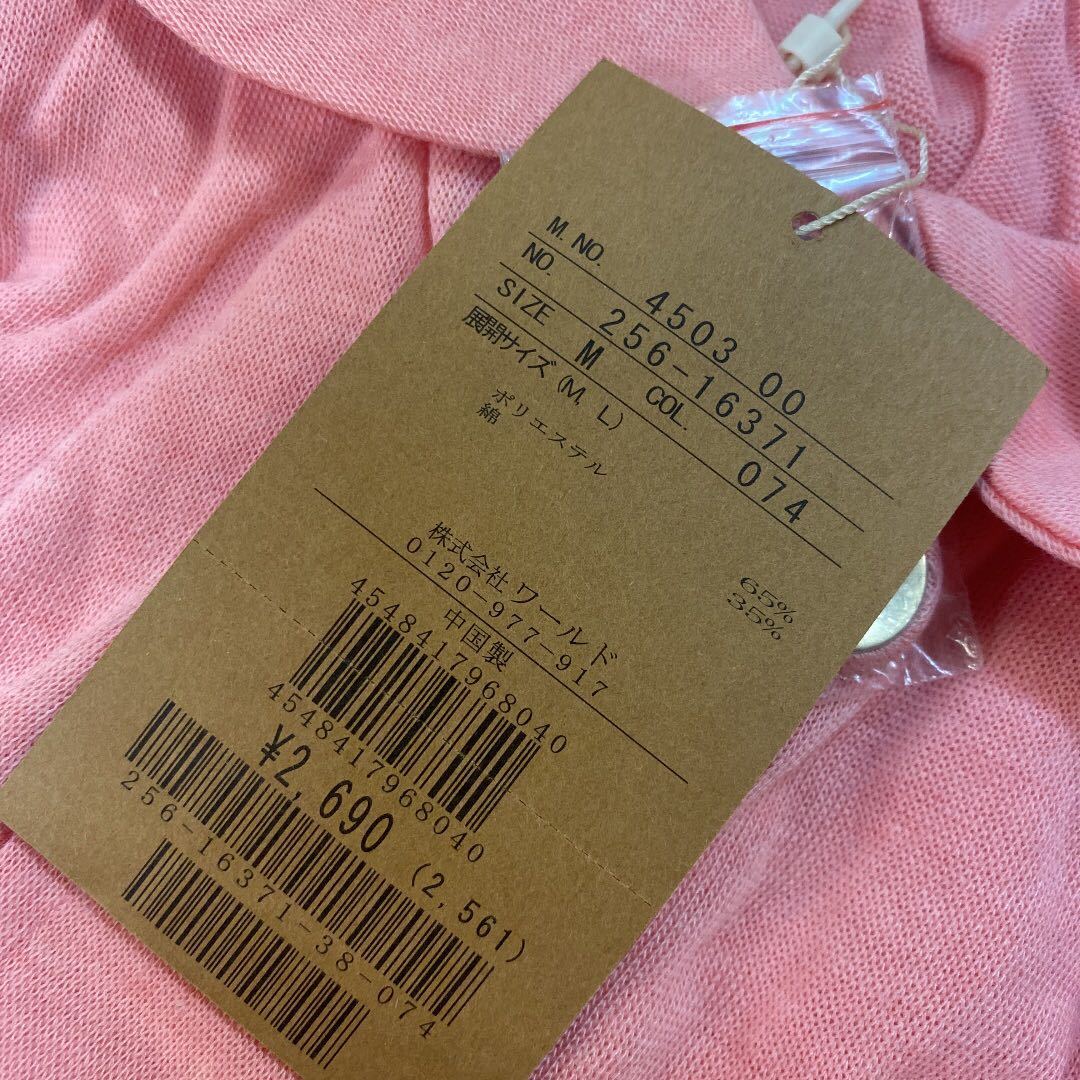 M. NO. 4503 00
NO. 256-16371
SIZE M COL. 074
展開サイズ(M, L)
ポリエステル 65%
綿 35%
株式会社ワールド
0120-977-917
中国製
4548417968040
4548417968040
¥2,690 (2,561)
256-16371-38-074